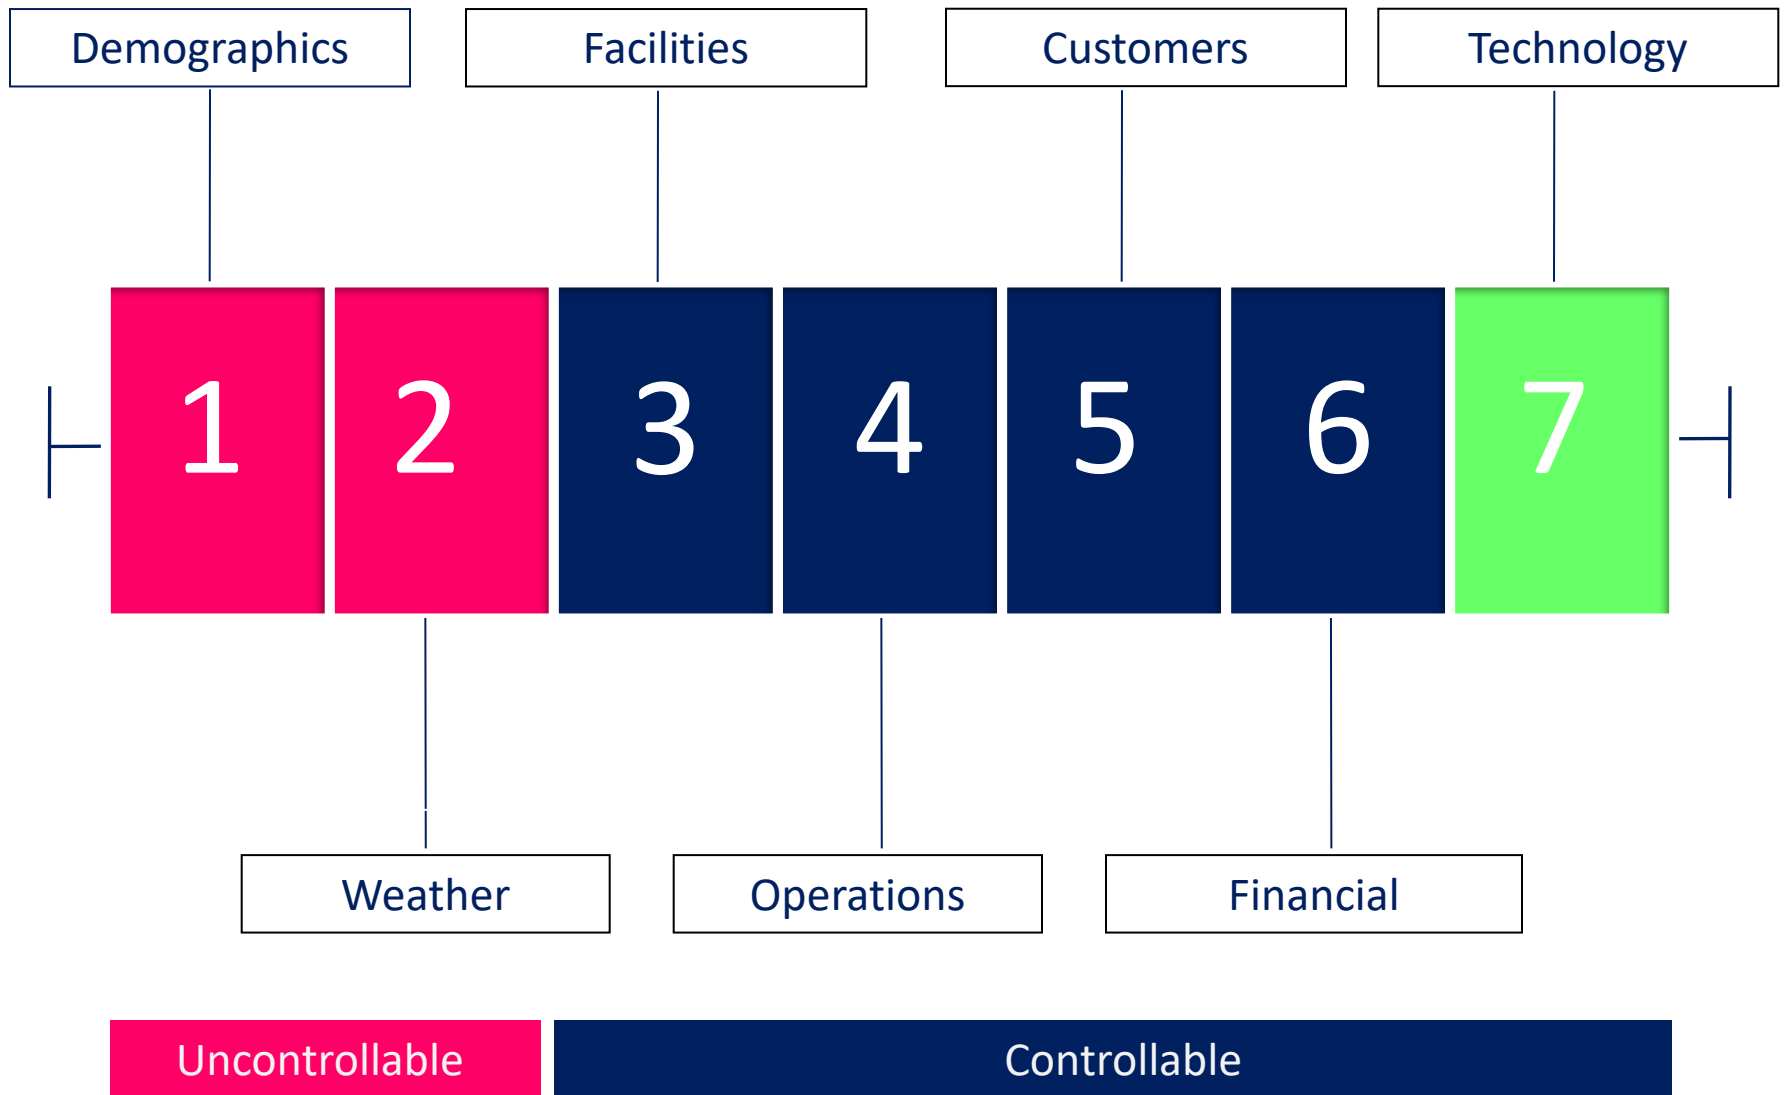 Demographics
Facilities
Customers
Technology
1
2
3
4
5
6
7
Weather
Operations
Financial
Uncontrollable
Controllable